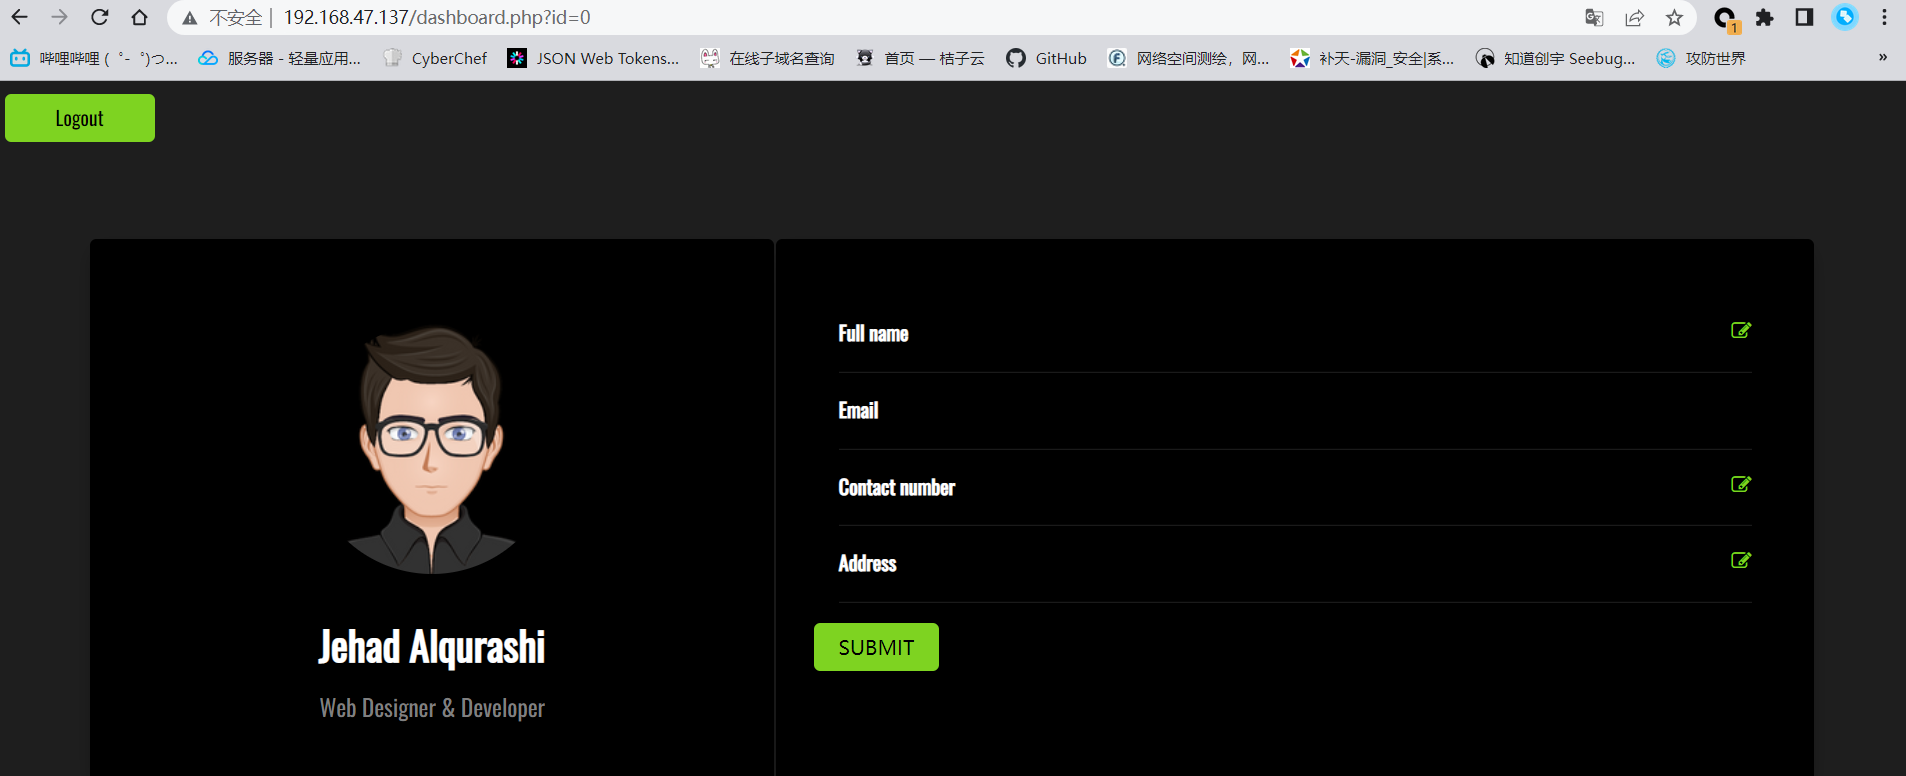 不安全 | 192.168.47.137/dashboard.php?id=0
哔哩哔哩 ( ゜- ゜)つ... 服务器 - 轻量应用... CyberChef JSON Web Tokens... 在线子域名查询 首页 — 桔子云 GitHub 网络空间测绘，网... 补天-漏洞_安全|系... 知道创宇 Seebug... 攻防世界 »
1
Logout
Jehad Alqurashi
Web Designer & Developer
Full name
Email
Contact number
Address
SUBMIT